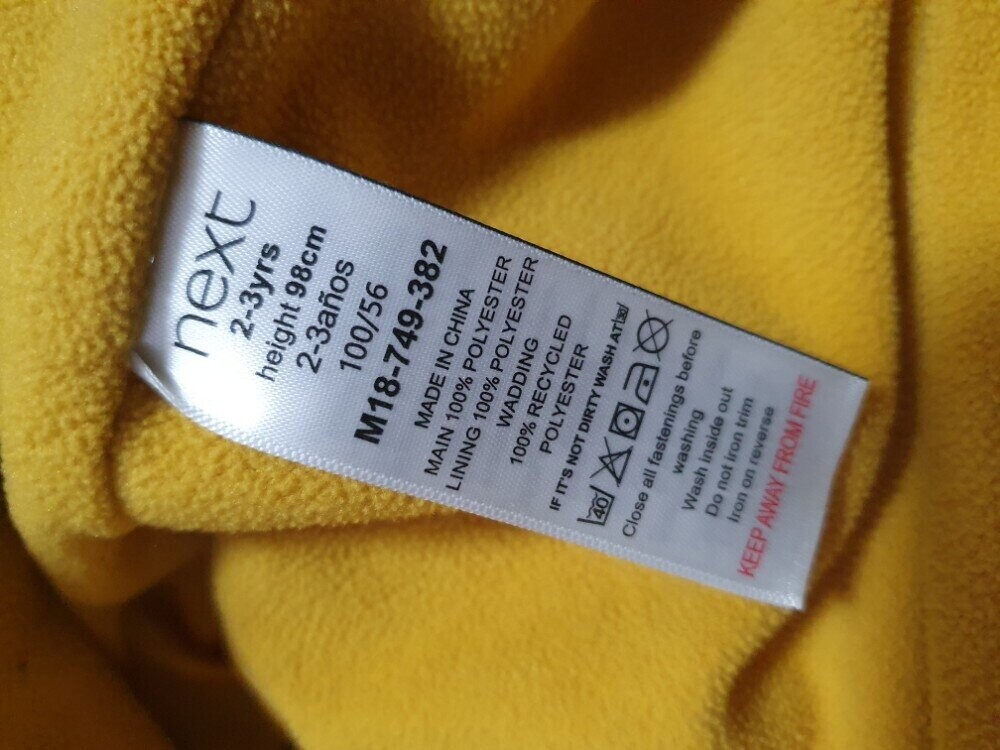 next
2-3yrs
height 98cm
2-3años
100/56
M18-749-382
MADE IN CHINA
MAIN 100% POLYESTER
LINING 100% POLYESTER
WADDING
100% RECYCLED
POLYESTER
IF IT'S NOT DIRTY WASH AT 30
40
Close all fastenings before
washing
Wash inside out
Do not iron trim
Iron on reverse
KEEP AWAY FROM FIRE